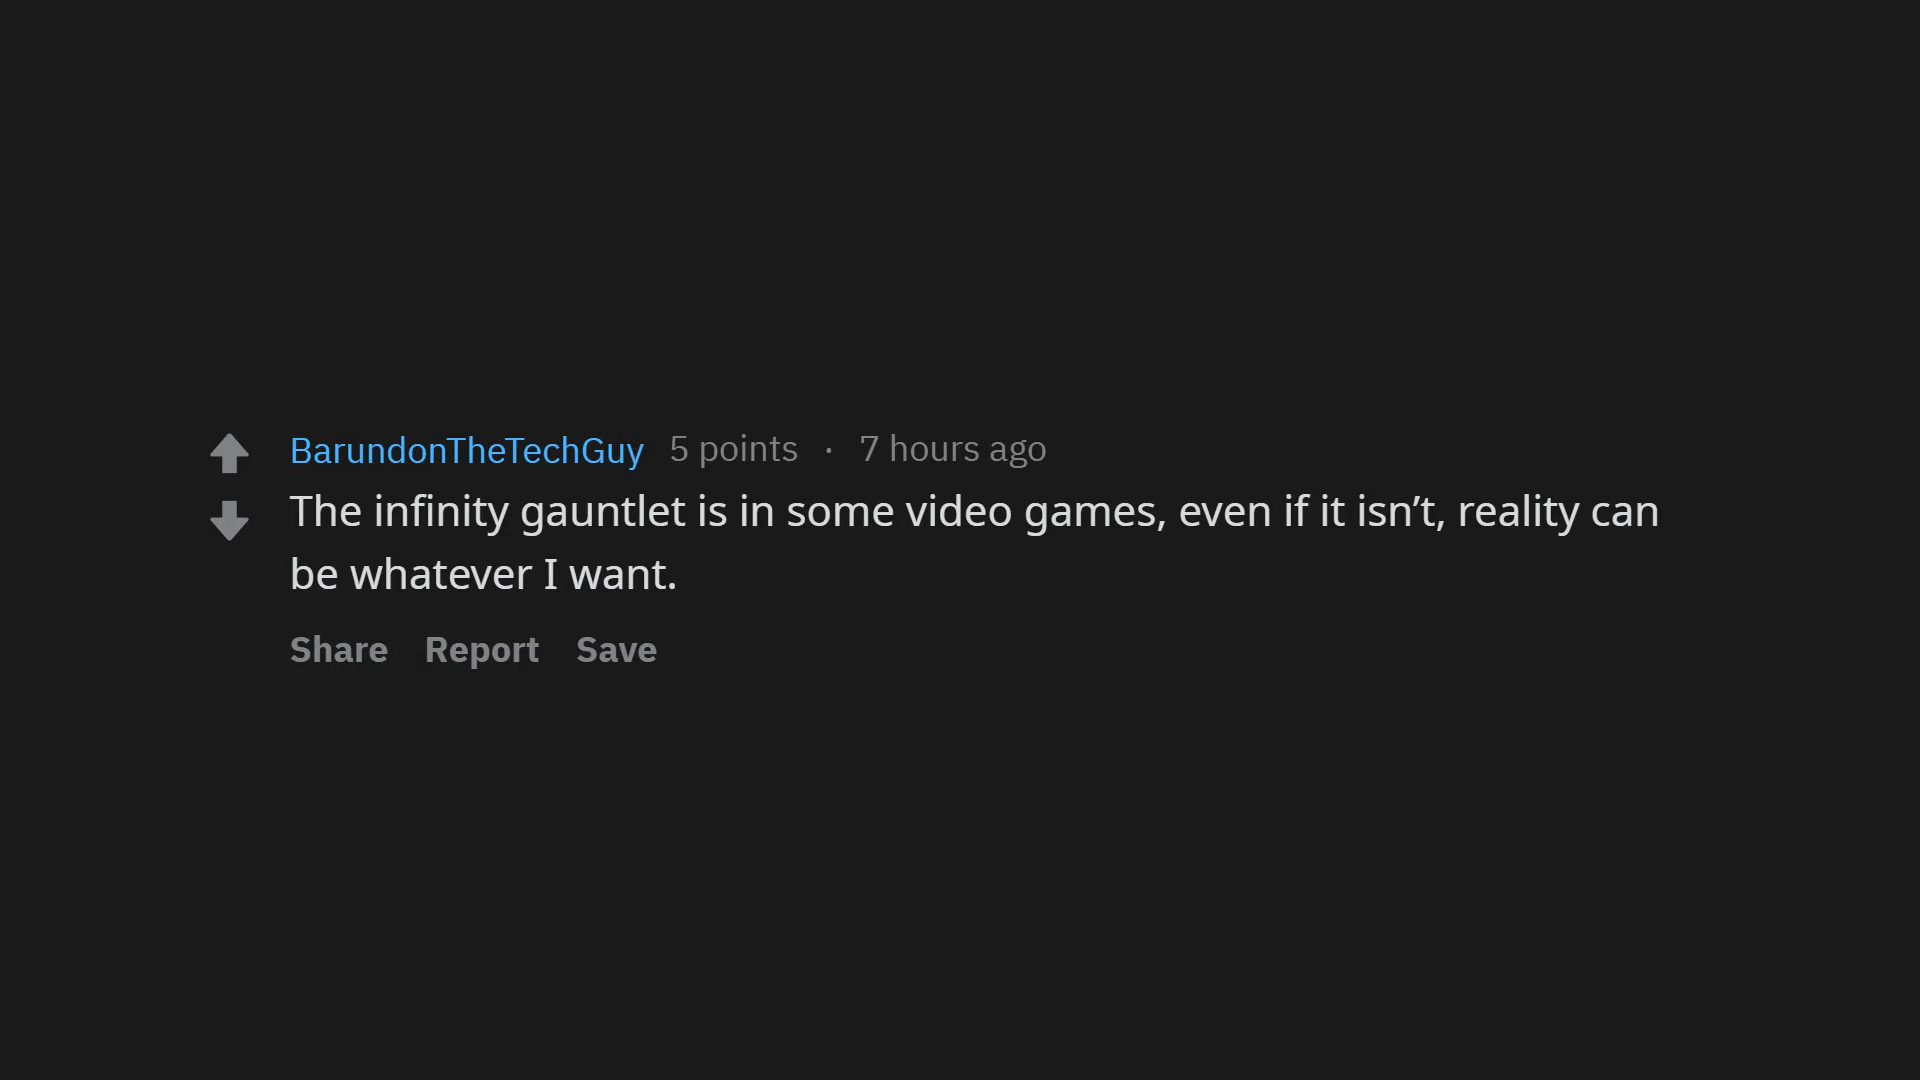 BarundonTheTechGuy 5 points · 7 hours ago
The infinity gauntlet is in some video games, even if it isn’t, reality can
be whatever I want.
Share Report Save